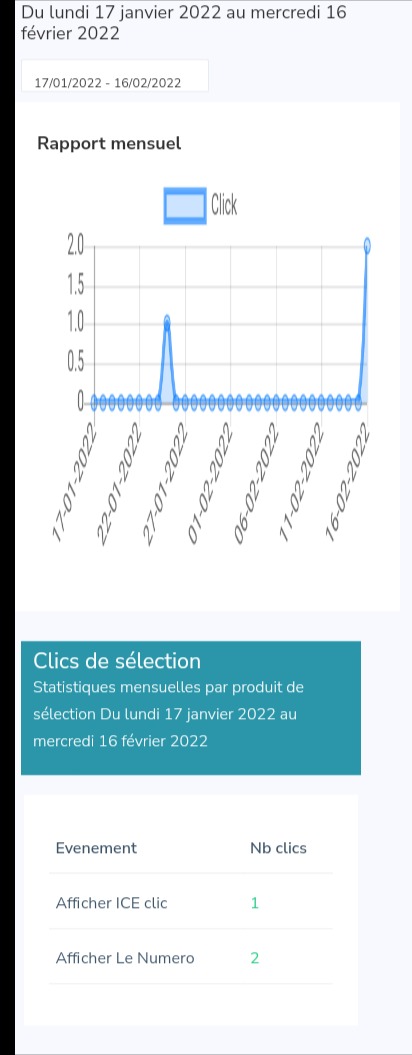 Du lundi 17 janvier 2022 au mercredi 16
février 2022
17/01/2022 - 16/02/2022
Rapport mensuel
Click
2.0
1.5
1.0
0.5
0
17-01-2022
22-01-2022
27-01-2022
01-02-2022
06-02-2022
11-02-2022
16-02-2022
Clics de sélection
Statistiques mensuelles par produit de
sélection Du lundi 17 janvier 2022 au
mercredi 16 février 2022
Evenement Nb clics
Afficher ICE clic 1
Afficher Le Numero 2